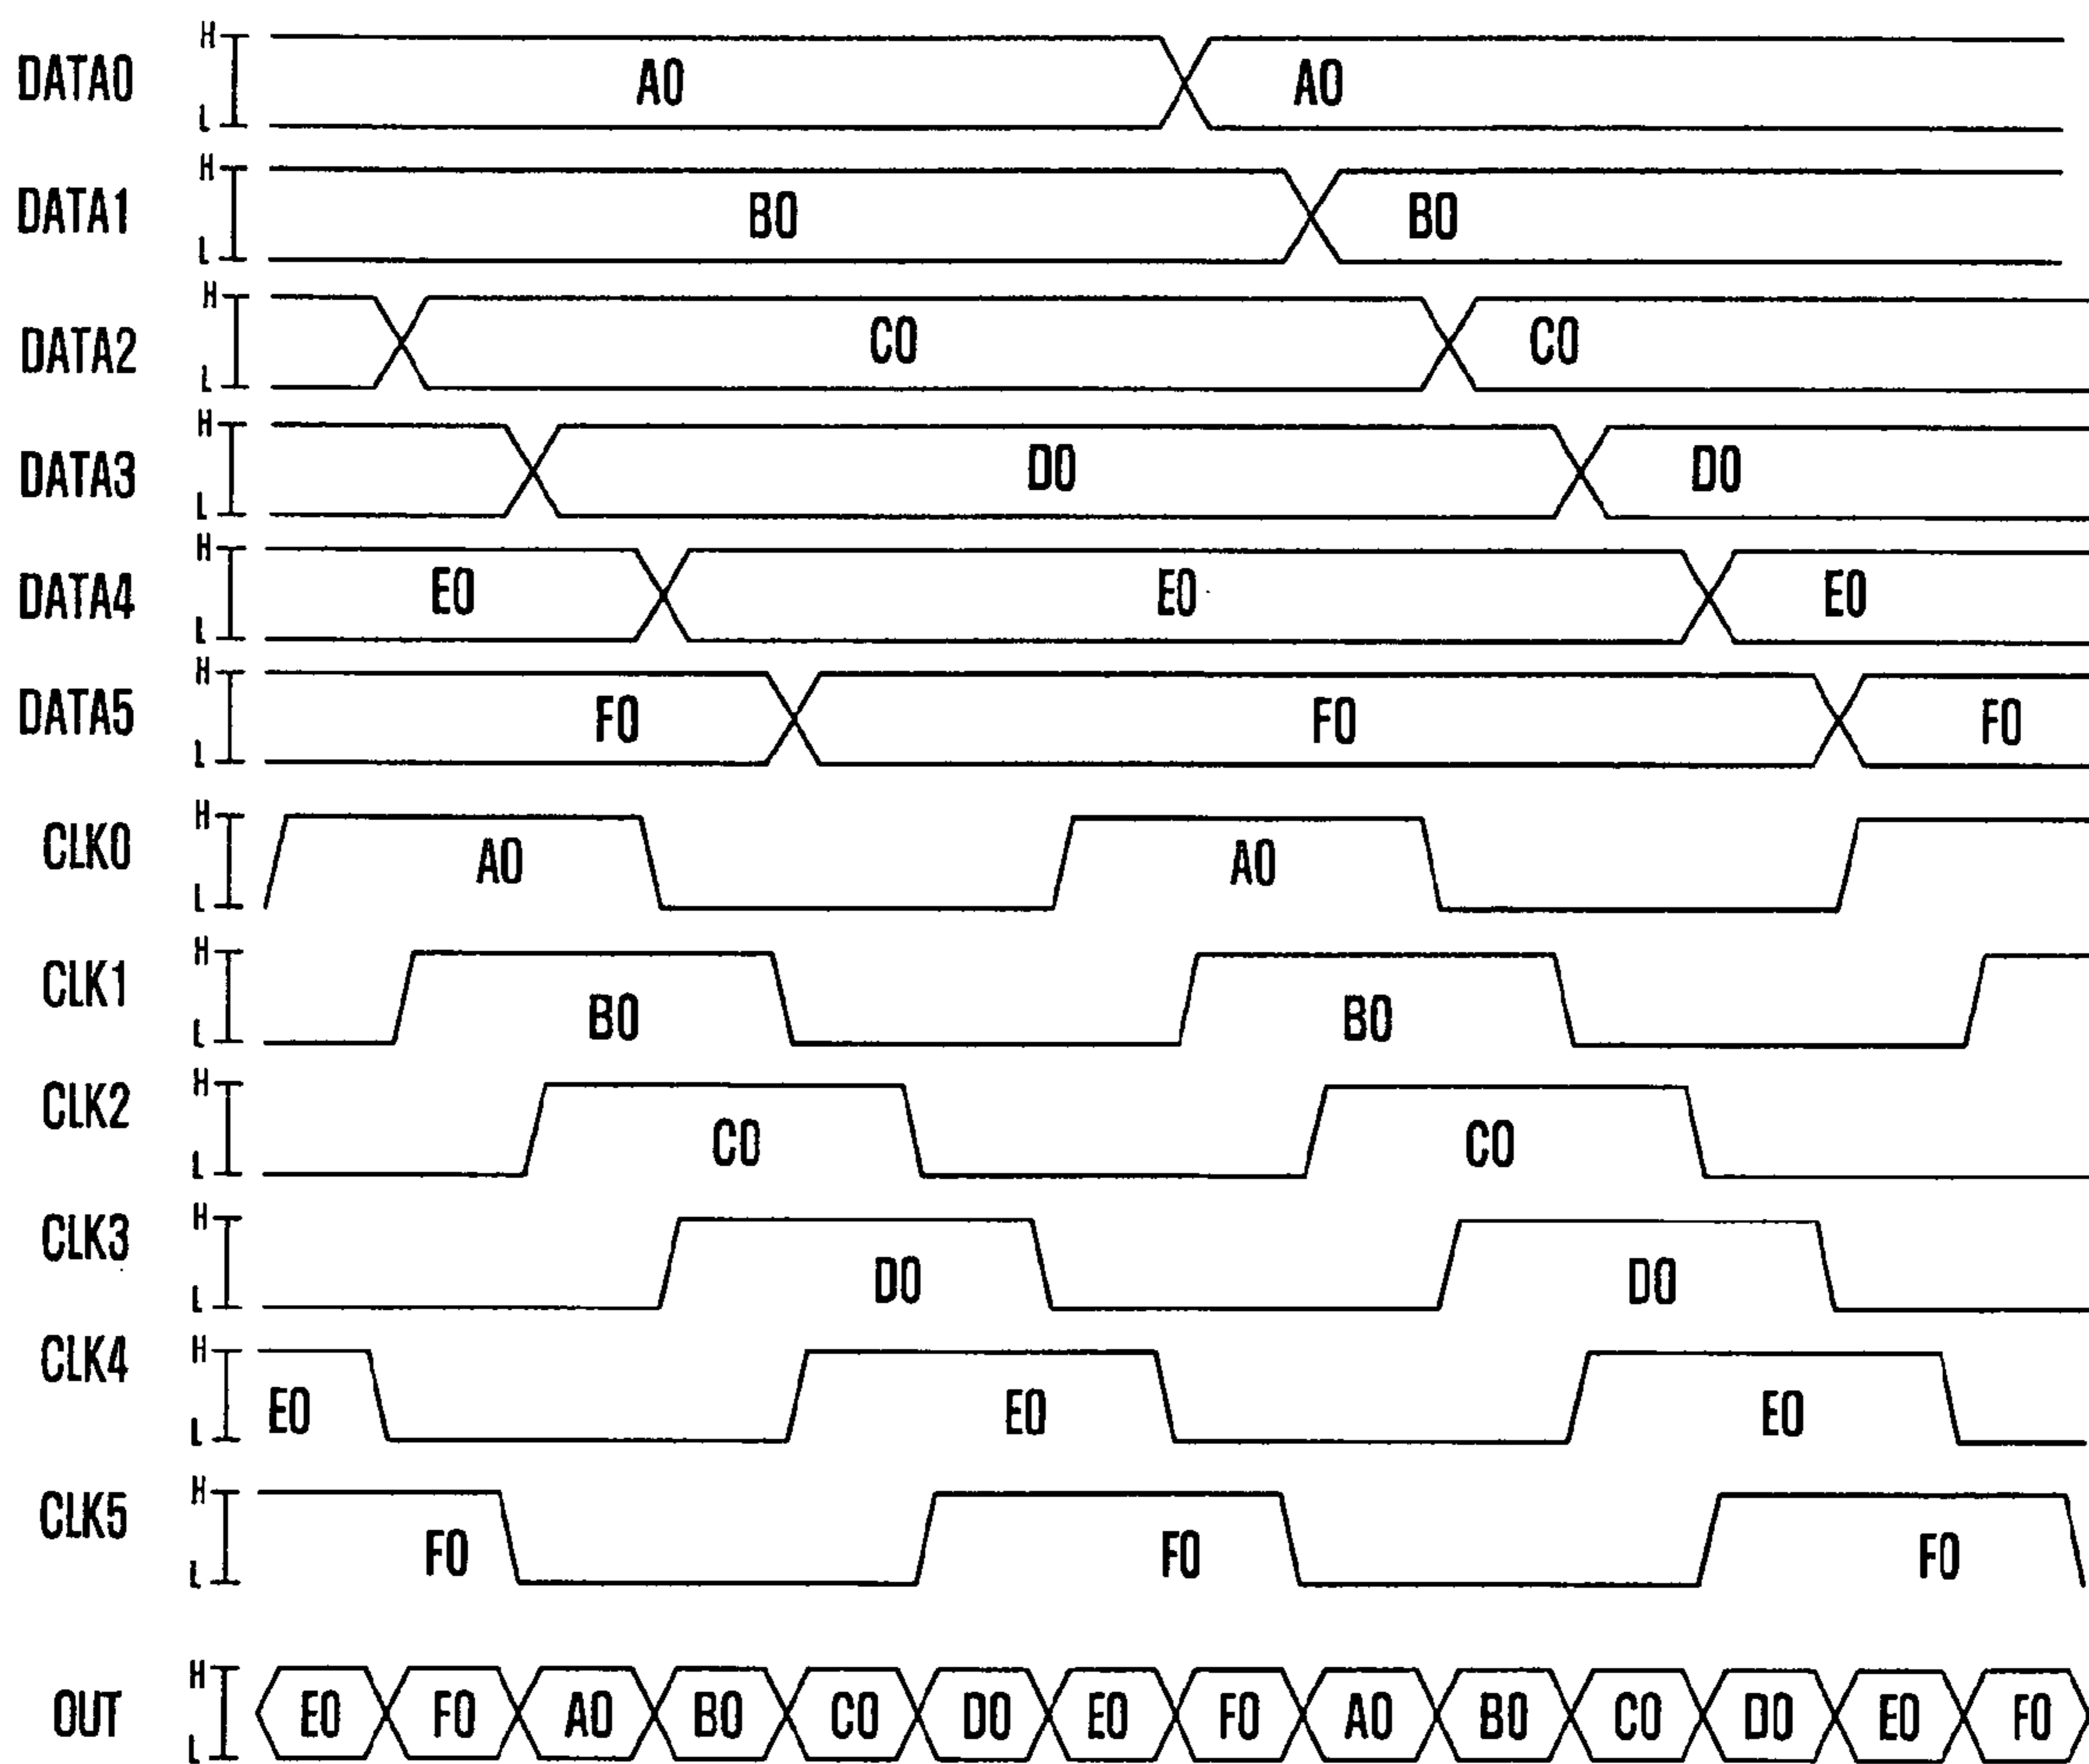 H
DATA0 A0 A0
L
H
DATA1 B0 B0
L
H
DATA2 C0 C0
L
H
DATA3 D0 D0
L
H
DATA4 E0 E0 E0
L
H
DATA5 F0 F0 F0
L
H
CLK0 A0 A0
L
H
CLK1 B0 B0
L
H
CLK2 C0 C0
L
H
CLK3 D0 D0
L
H
CLK4 E0 E0 E0
L
H
CLK5 F0 F0 F0
L
H
OUT E0 F0 A0 B0 C0 D0 E0 F0 A0 B0 C0 D0 E0 F0
L